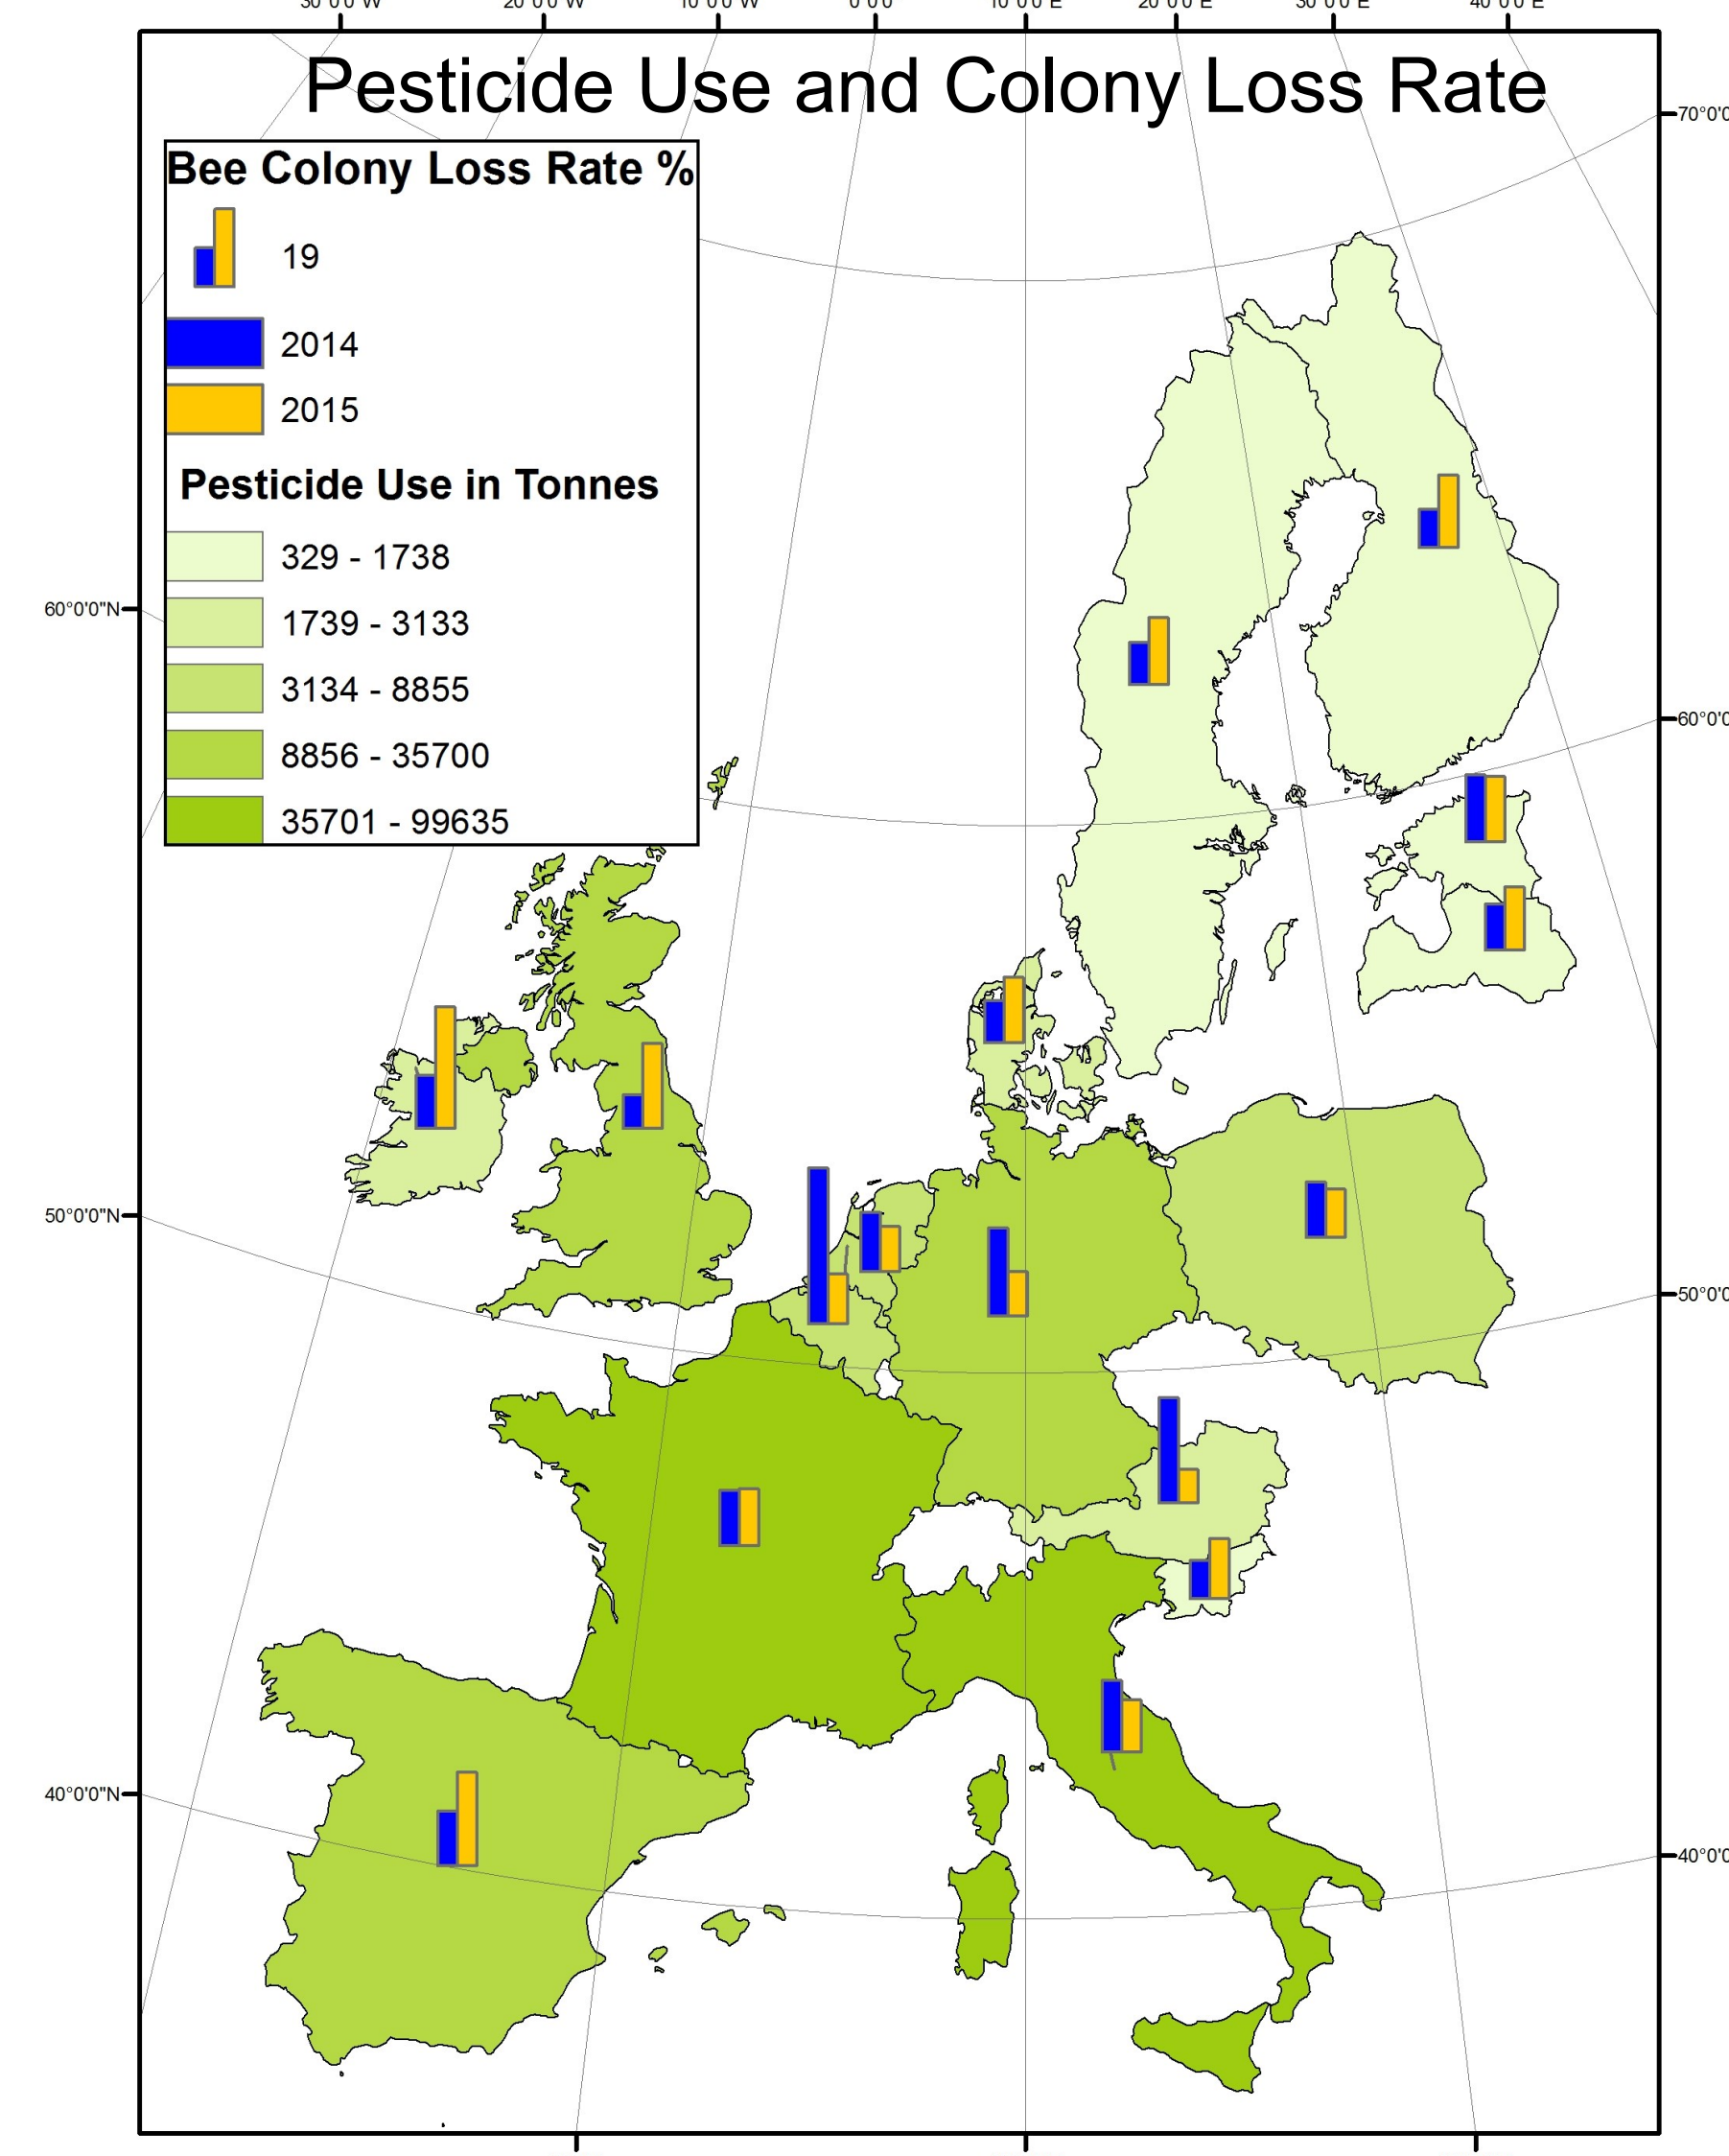 Pesticide Use and Colony Loss Rate
Bee Colony Loss Rate %
19
2014
2015
Pesticide Use in Tonnes
329 - 1738
1739 - 3133
3134 - 8855
8856 - 35700
35701 - 99635
60°0'0"N
50°0'0"N
40°0'0"N